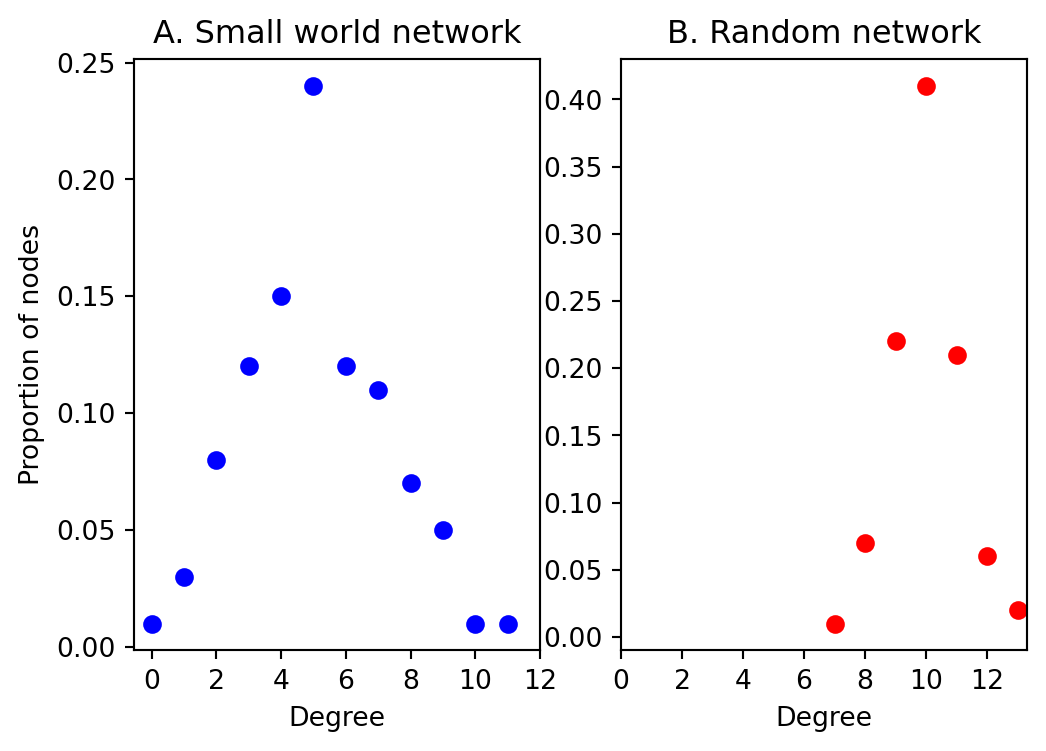 A. Small world network
B. Random network
Proportion of nodes
0.25
0.20
0.15
0.10
0.05
0.00
0 2 4 6 8 10 12
Degree
0.40
0.35
0.30
0.25
0.20
0.15
0.10
0.05
0.00
0 2 4 6 8 10 12
Degree